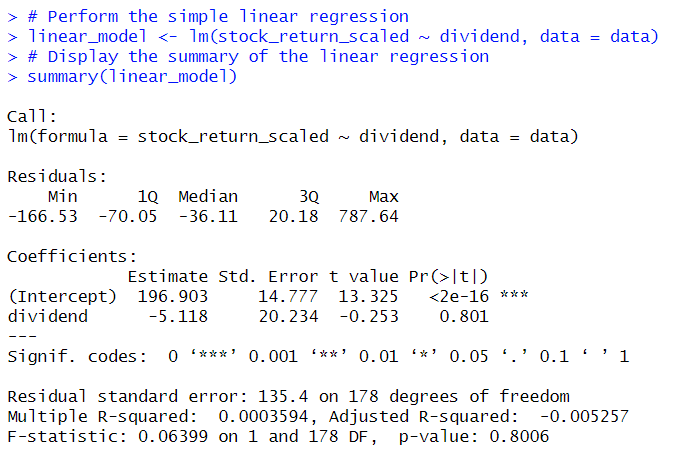 > # Perform the simple linear regression
> linear_model <- lm(stock_return_scaled ~ dividend, data = data)
> # Display the summary of the linear regression
> summary(linear_model)

Call:
lm(formula = stock_return_scaled ~ dividend, data = data)

Residuals:
    Min      1Q  Median      3Q     Max
-166.53  -70.05  -36.11   20.18  787.64

Coefficients:
            Estimate Std. Error t value Pr(>|t|)
(Intercept)  196.903     14.777  13.325   <2e-16 ***
dividend      -5.118     20.234  -0.253    0.801
---
Signif. codes:  0 ‘***’ 0.001 ‘**’ 0.01 ‘*’ 0.05 ‘.’ 0.1 ‘ ’ 1

Residual standard error: 135.4 on 178 degrees of freedom
Multiple R-squared:  0.0003594, Adjusted R-squared:  -0.005257
F-statistic: 0.06399 on 1 and 178 DF,  p-value: 0.8006